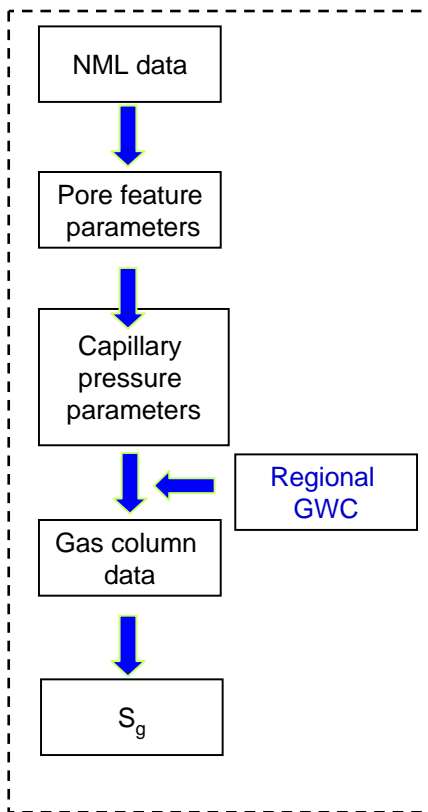 NML data
Pore feature
parameters
Capillary
pressure
parameters
Regional
GWC
Gas column
data
Sg